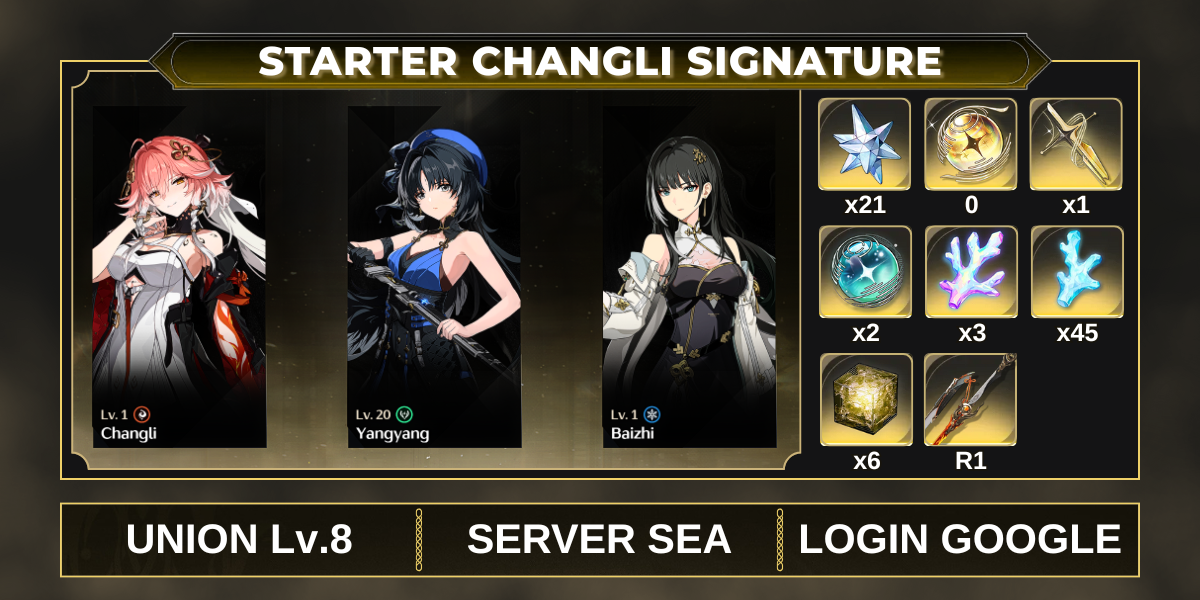 STARTER CHANGLI SIGNATURE
Lv. 1
Changli
Lv. 20
Yangyang
Lv. 1
Baizhi
x21
0
x1
x2
x3
x45
x6
R1
UNION Lv.8
SERVER SEA
LOGIN GOOGLE